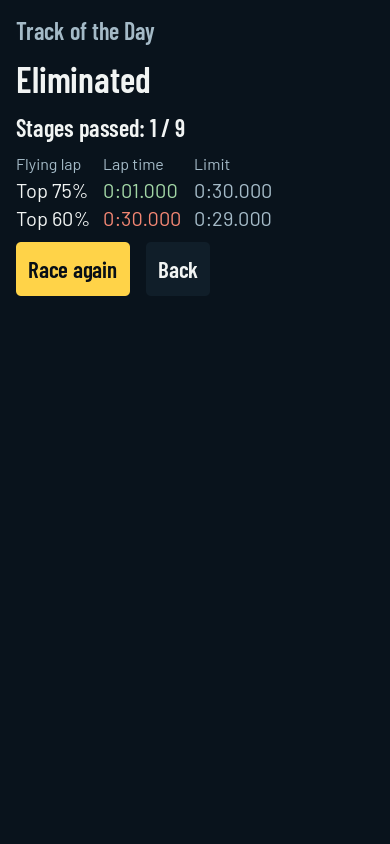 Track of the Day
Eliminated
Stages passed: 1 / 9
Flying lap Lap time Limit
Top 75% 0:01.000 0:30.000
Top 60% 0:30.000 0:29.000
Race again Back